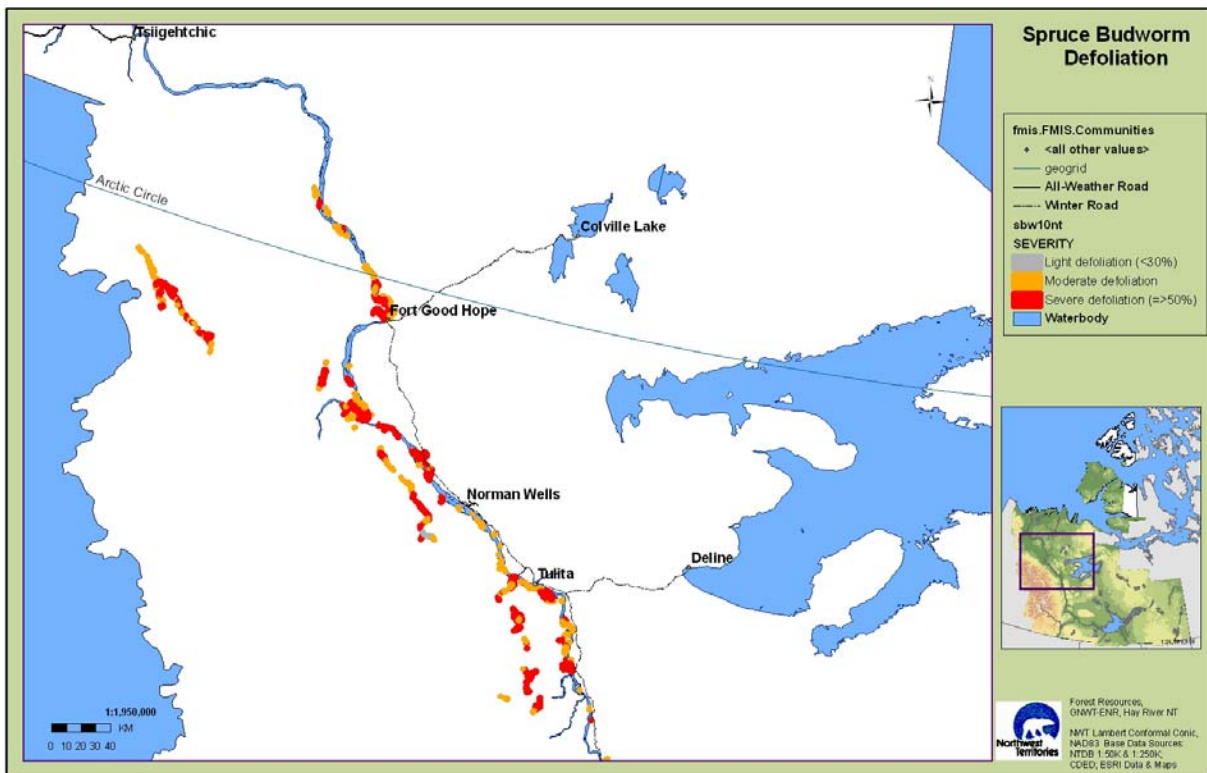 Spruce Budworm
Defoliation
Tsiigehtchic
Arctic Circle
Colville Lake
Fort Good Hope
Norman Wells
Tulita
Deline
1:1,950,000
KM
0 10 20 30 40
N
fmis.FMIS.Communities
<all other values>
geogrid
All-Weather Road
Winter Road
sbw10nt
SEVERITY
Light defoliation (<30%)
Moderate defoliation
Severe defoliation (=>50%)
Waterbody
Northwest
Territories
Forest Resources,
GNWT-ENR, Hay River NT
NWT Lambert Conformal Conic,
NAD83 Base Data Sources:
NTDB 1:50K & 1:250K,
CDED, ESRI Data & Maps